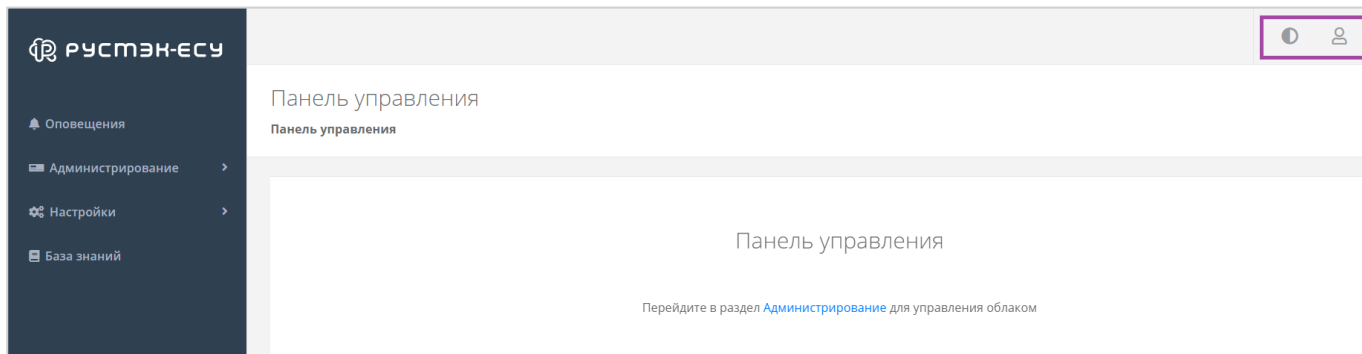 РУСТЭК-ЕСУ
Оповещения
Администрирование
Настройки
База знаний
Панель управления
Панель управления
Панель управления
Перейдите в раздел Администрирование для управления облаком